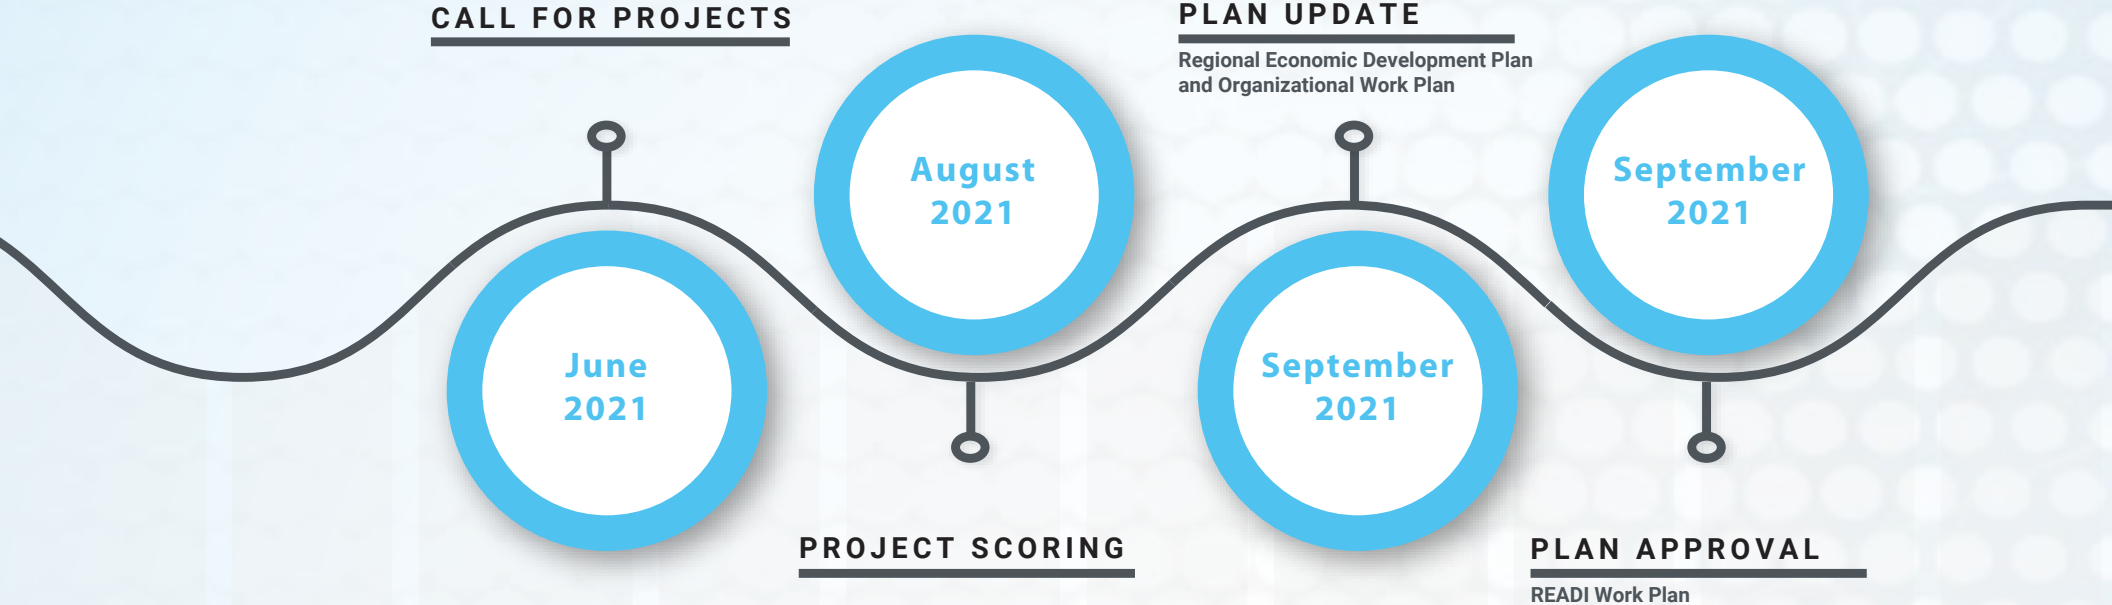 CALL FOR PROJECTS
June
2021
August
2021
PROJECT SCORING
PLAN UPDATE
Regional Economic Development Plan
and Organizational Work Plan
September
2021
September
2021
PLAN APPROVAL
READI Work Plan